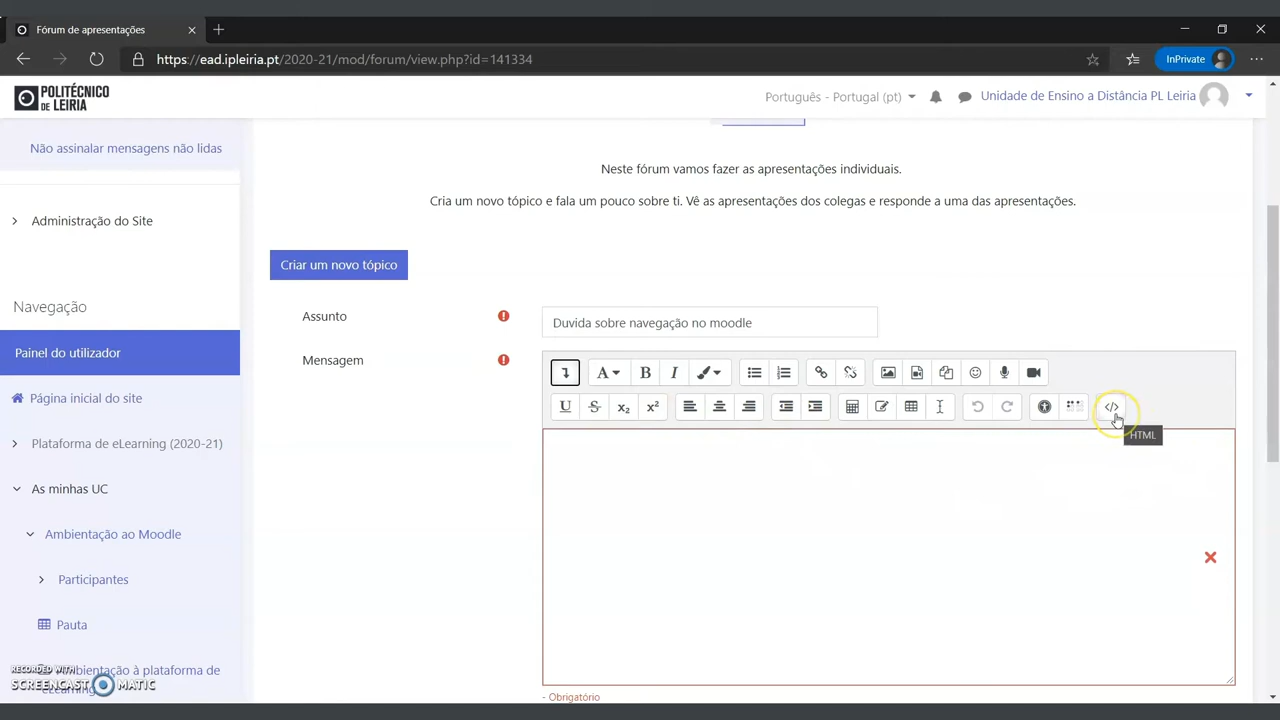 Fórum de apresentações
https://ead.ipleiria.pt/2020-21/mod/forum/view.php?id=141334
InPrivate
POLITÉCNICO
DE LEIRIA
Português - Portugal (pt)
Unidade de Ensino a Distância PL Leiria
Não assinalar mensagens não lidas
Administração do Site
Navegação
Painel do utilizador
Página inicial do site
Plataforma de eLearning (2020-21)
As minhas UC
Ambientação ao Moodle
Participantes
Pauta
Ambientação à plataforma de
eLearning
RECORDED WITH
SCREENCAST MATIC
Neste fórum vamos fazer as apresentações individuais.
Cria um novo tópico e fala um pouco sobre ti. Vê as apresentações dos colegas e responde a uma das apresentações.
Criar um novo tópico
Assunto
Duvida sobre navegação no moodle
Mensagem
HTML
- Obrigatório